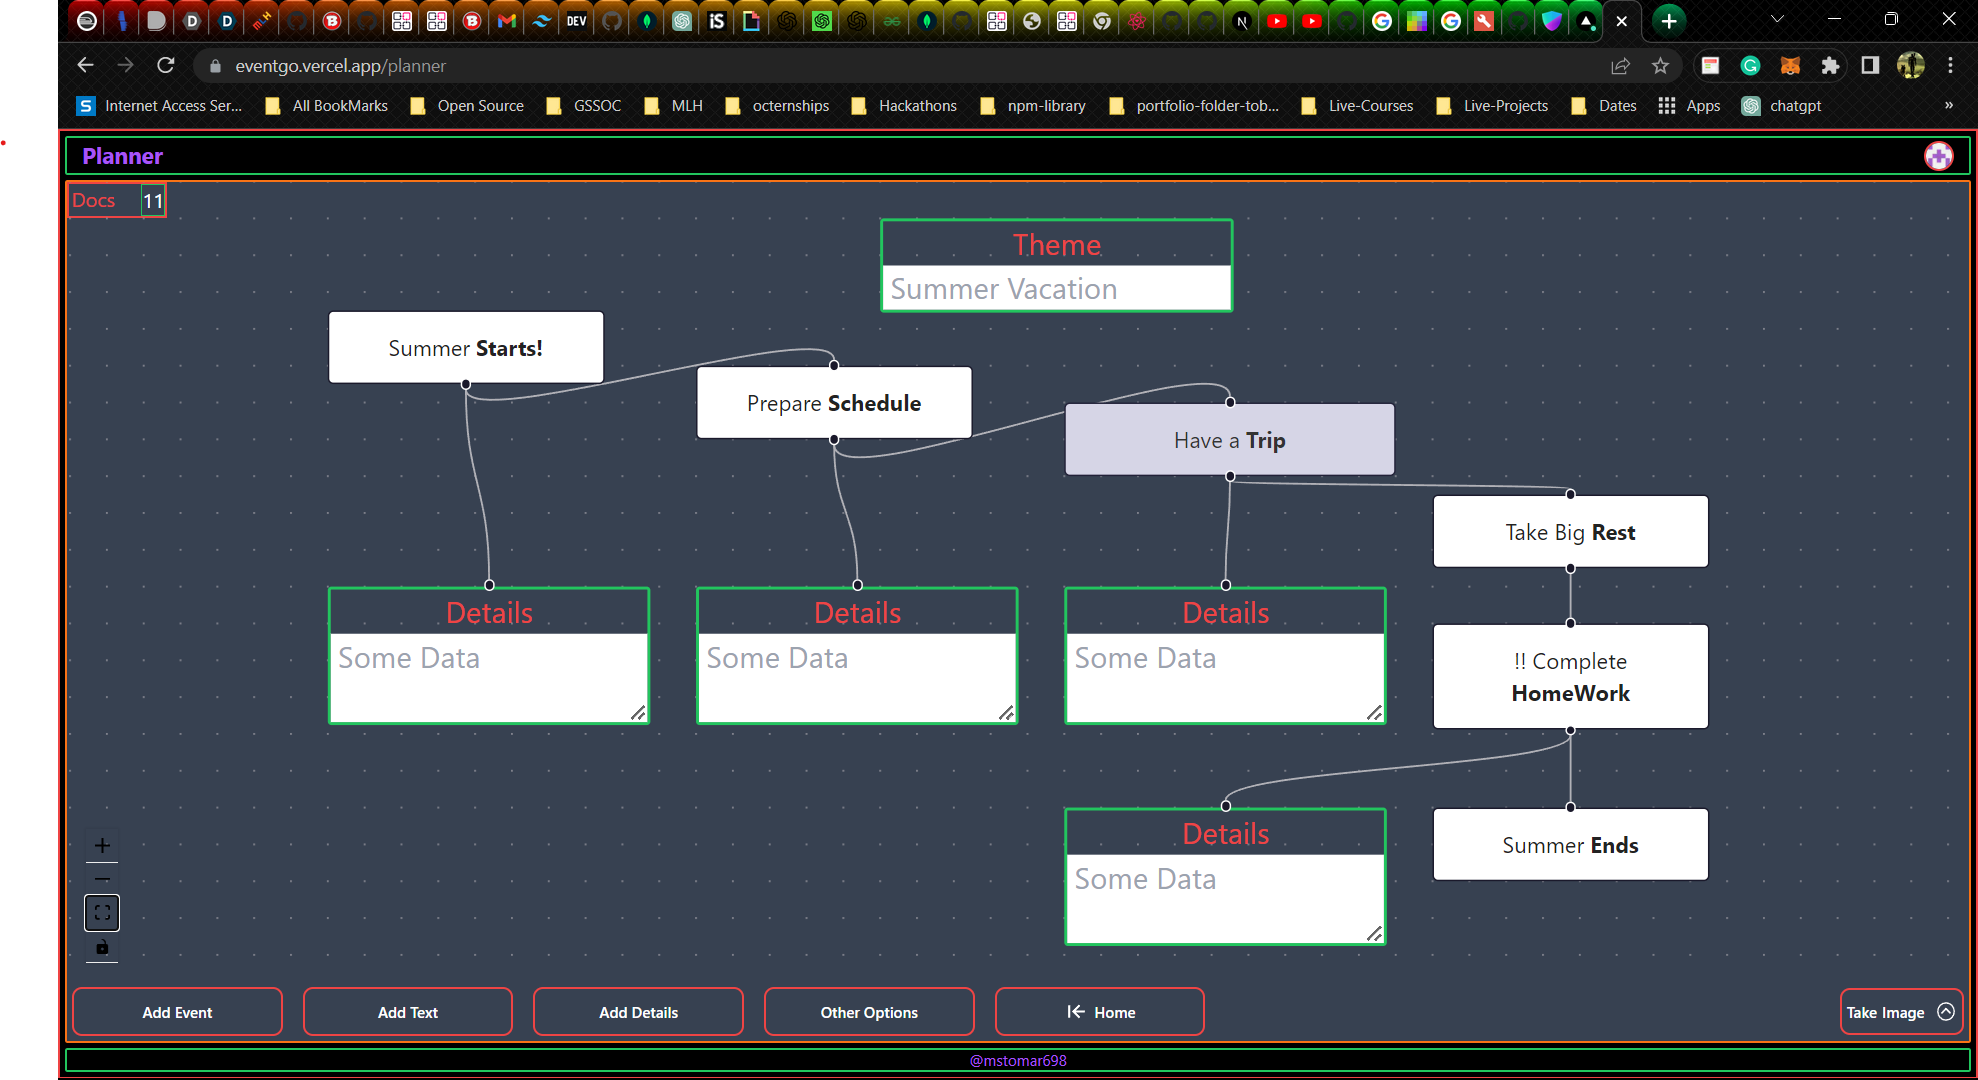 DEV
iS
eventgo.vercel.app/planner
Internet Access Ser...
All BookMarks
Open Source
GSSOC
MLH
octernships
Hackathons
npm-library
portfolio-folder-tob...
Live-Courses
Live-Projects
Dates
Apps
chatgpt
»
Planner
Docs 11
Theme
Summer Vacation
Summer Starts!
Prepare Schedule
Have a Trip
Take Big Rest
Details
Some Data
Details
Some Data
Details
Some Data
!! Complete
HomeWork
Details
Some Data
Summer Ends
Add Event
Add Text
Add Details
Other Options
Home
Take Image
@mstomar698